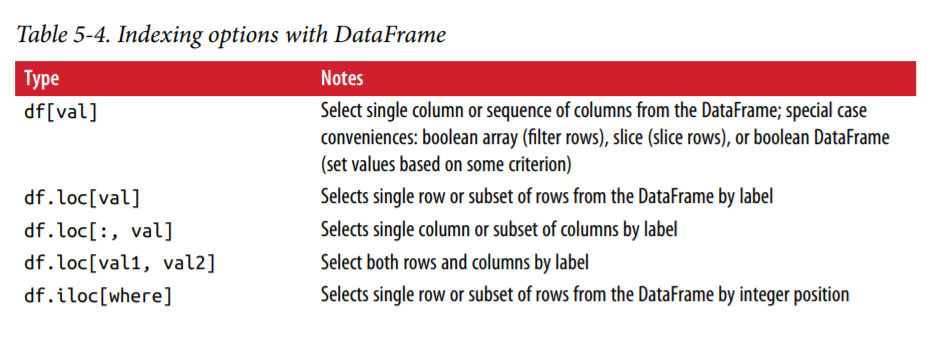 Table 5-4. Indexing options with DataFrame
Type Notes
df[val] Select single column or sequence of columns from the DataFrame; special case
conveniences: boolean array (filter rows), slice (slice rows), or boolean DataFrame
(set values based on some criterion)
df.loc[val] Selects single row or subset of rows from the DataFrame by label
df.loc[:, val] Selects single column or subset of columns by label
df.loc[val1, val2] Select both rows and columns by label
df.iloc[where] Selects single row or subset of rows from the DataFrame by integer position